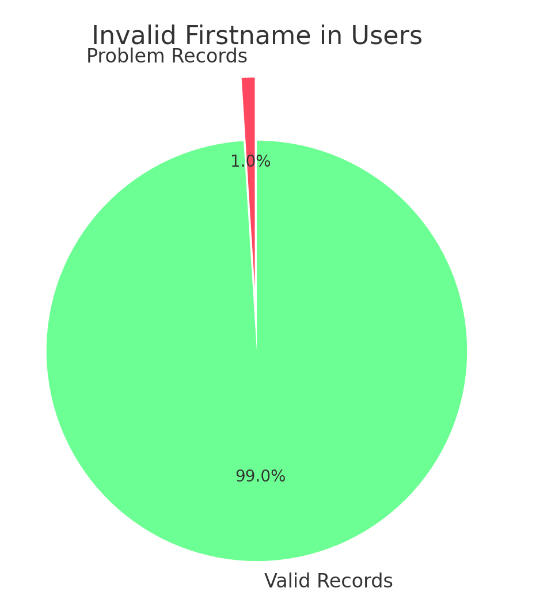 Invalid Firstname in Users
Problem Records
1.0%
99.0%
Valid Records